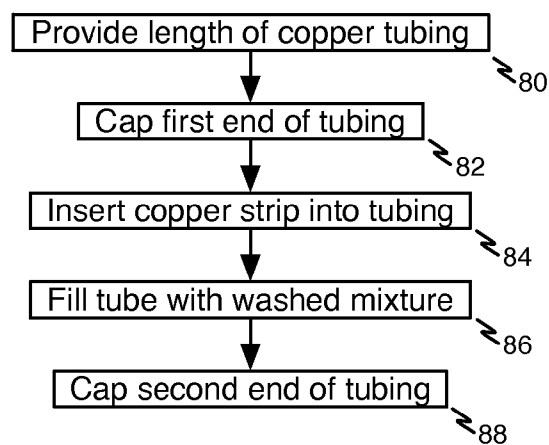 Provide length of copper tubing
80
Cap first end of tubing
82
Insert copper strip into tubing
84
Fill tube with washed mixture
86
Cap second end of tubing
88